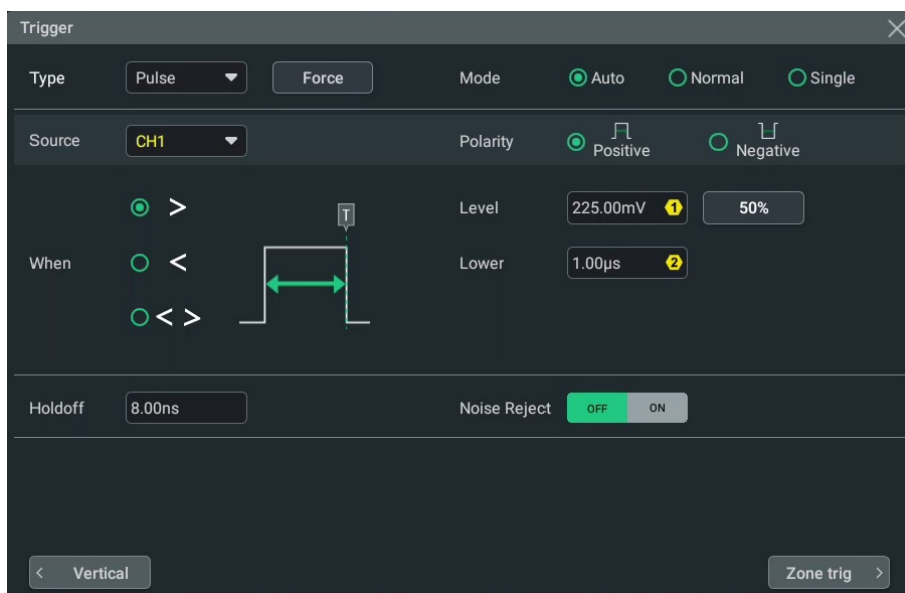 Trigger
Type Pulse Force Mode Auto Normal Single
Source CH1 Polarity Positive Negative
> T Level 225.00mV 1 50%
When < Lower 1.00µs 2
< >
Holdoff 8.00ns Noise Reject OFF ON
< Vertical Zone trig >